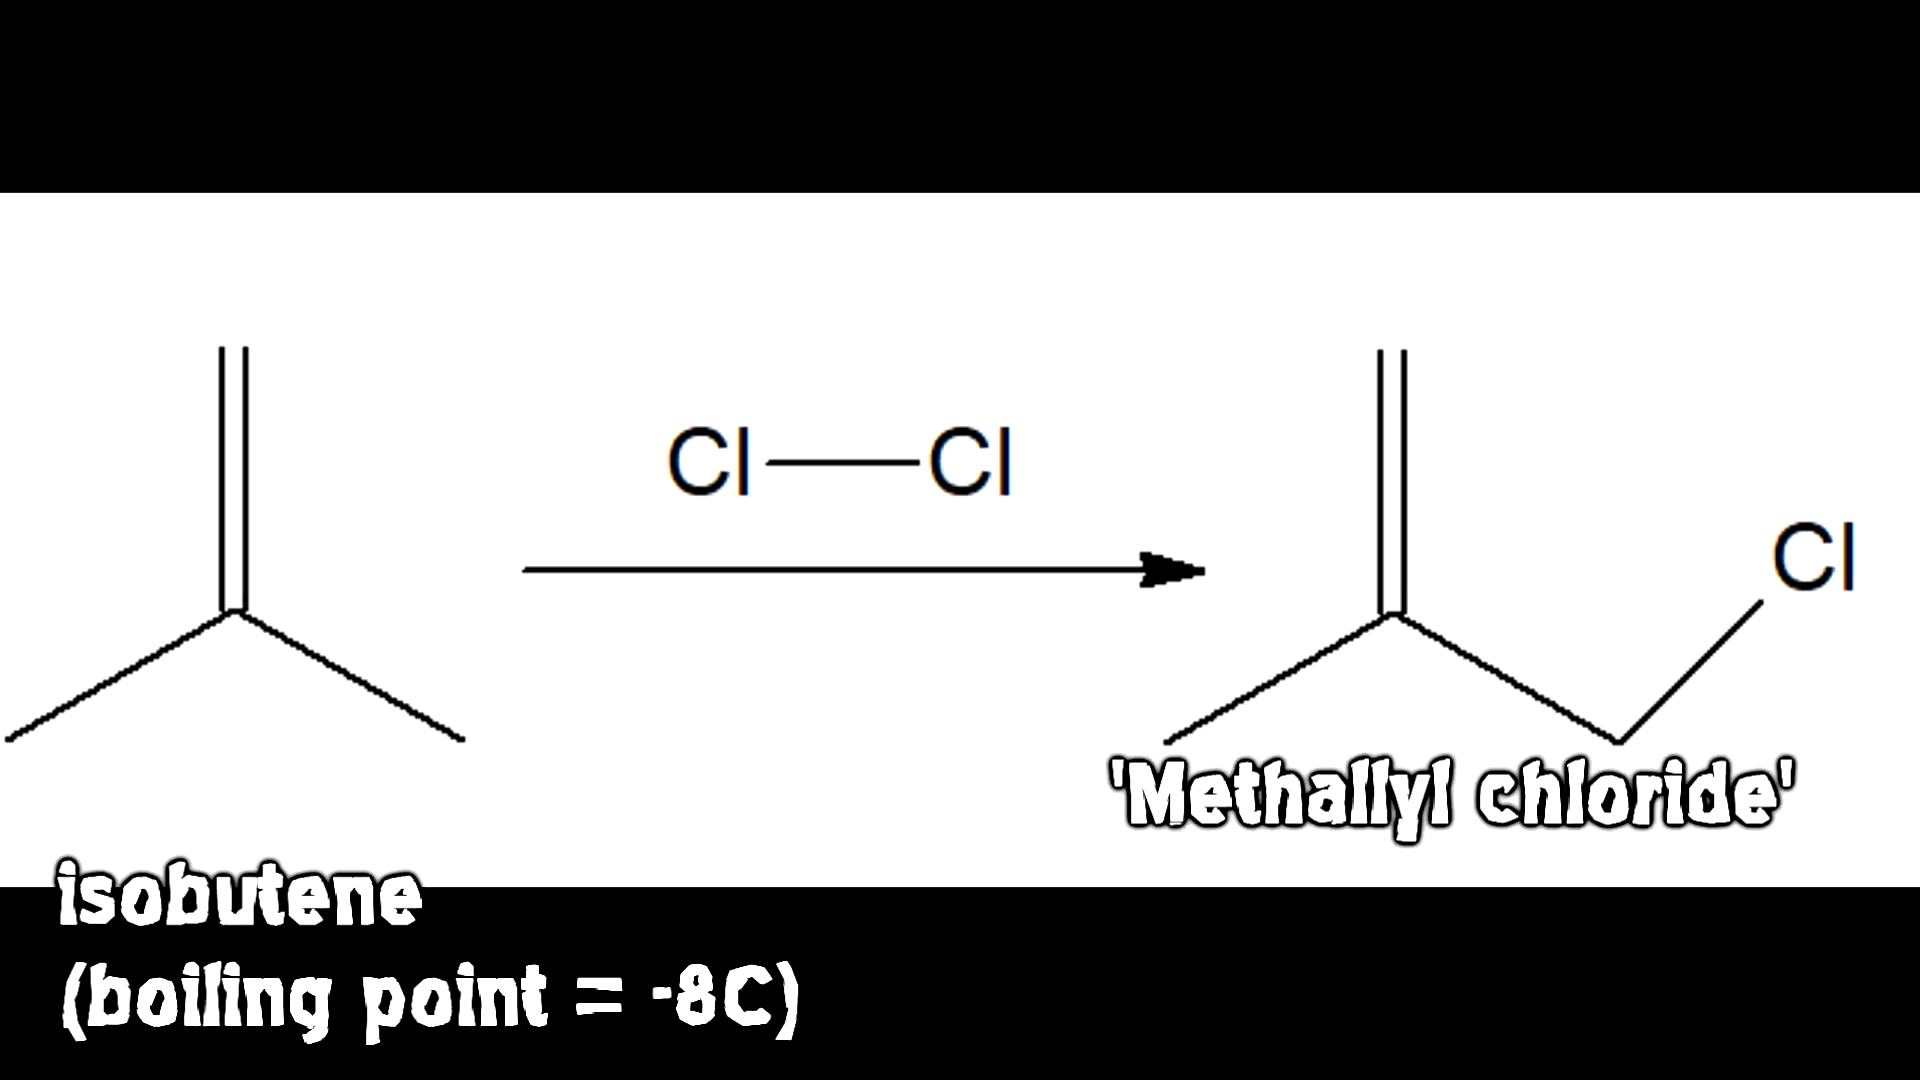 Cl—Cl
Cl
'Methallyl chloride'
isobutene
(boiling point = -8C)